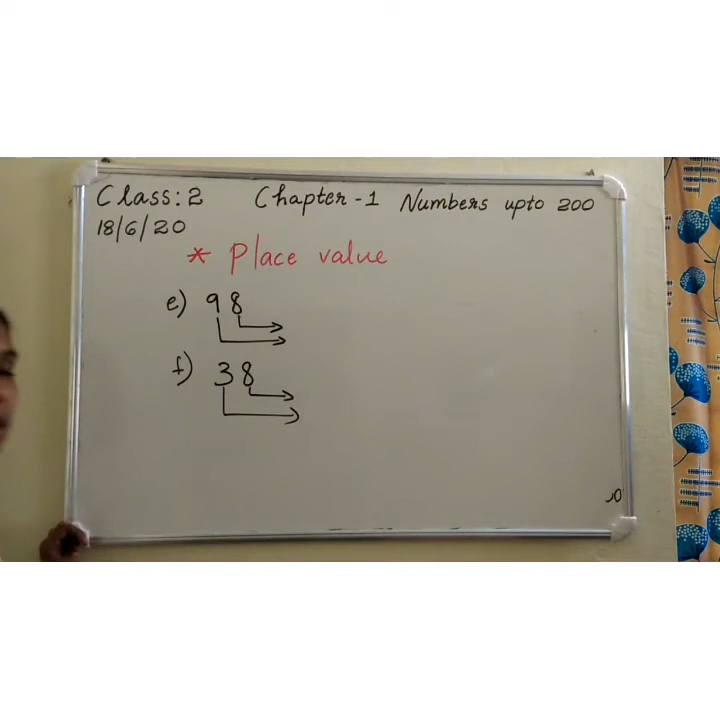 Class: 2 Chapter -1 Numbers upto 200
18/6/20
* Place value
e) 98
f) 38